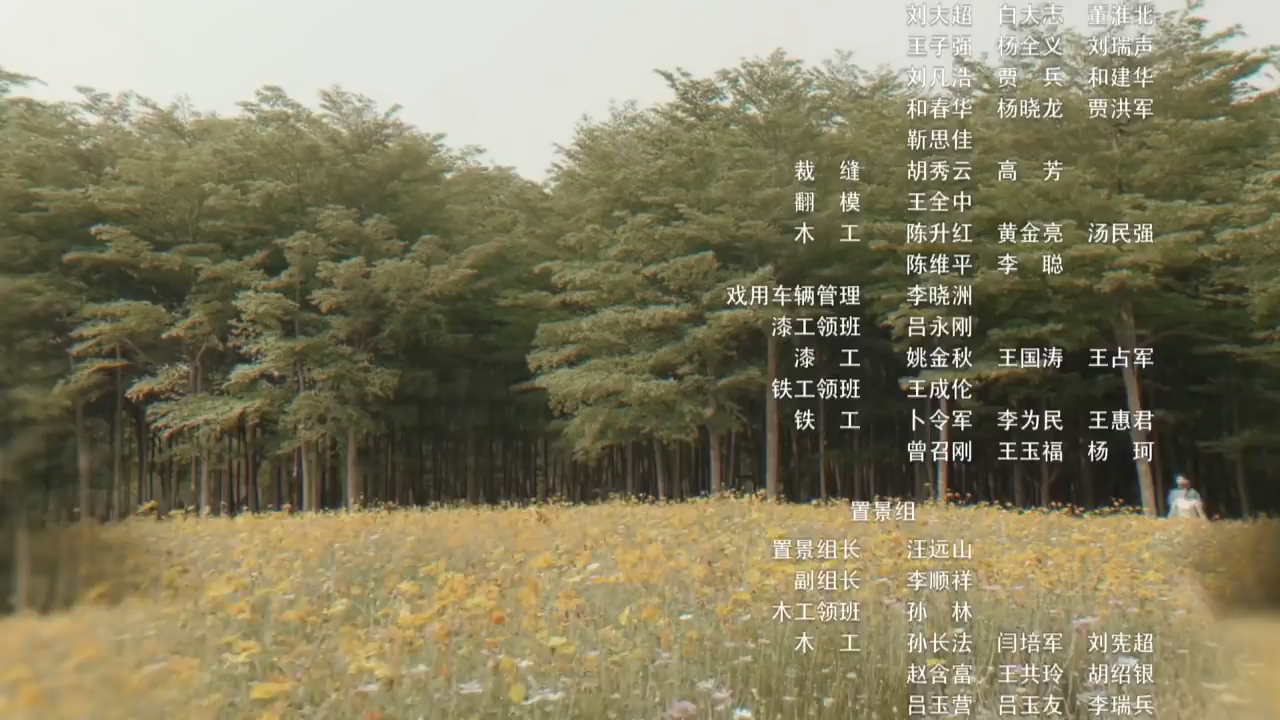 刘大超 白大志 董淮北
王子强 杨全义 刘瑞声
刘凡浩 贾 兵 和建华
和春华 杨晓龙 贾洪军
靳思佳
裁 缝 胡秀云 高 芳
翻 模 王全中
木 工 陈升红 黄金亮 汤民强
陈维平 李 聪
戏用车辆管理 李晓洲
漆工领班 吕永刚
漆 工 姚金秋 王国涛 王占军
铁工领班 王成伦
铁 工 卜令军 李为民 王惠君
曾召刚 王玉福 杨 珂
置景组
置景组长 汪远山
副组长 李顺祥
木工领班 孙 林
木 工 孙长法 闫培军 刘宪超
赵含富 王共玲 胡绍银
吕玉营 吕玉友 李瑞兵